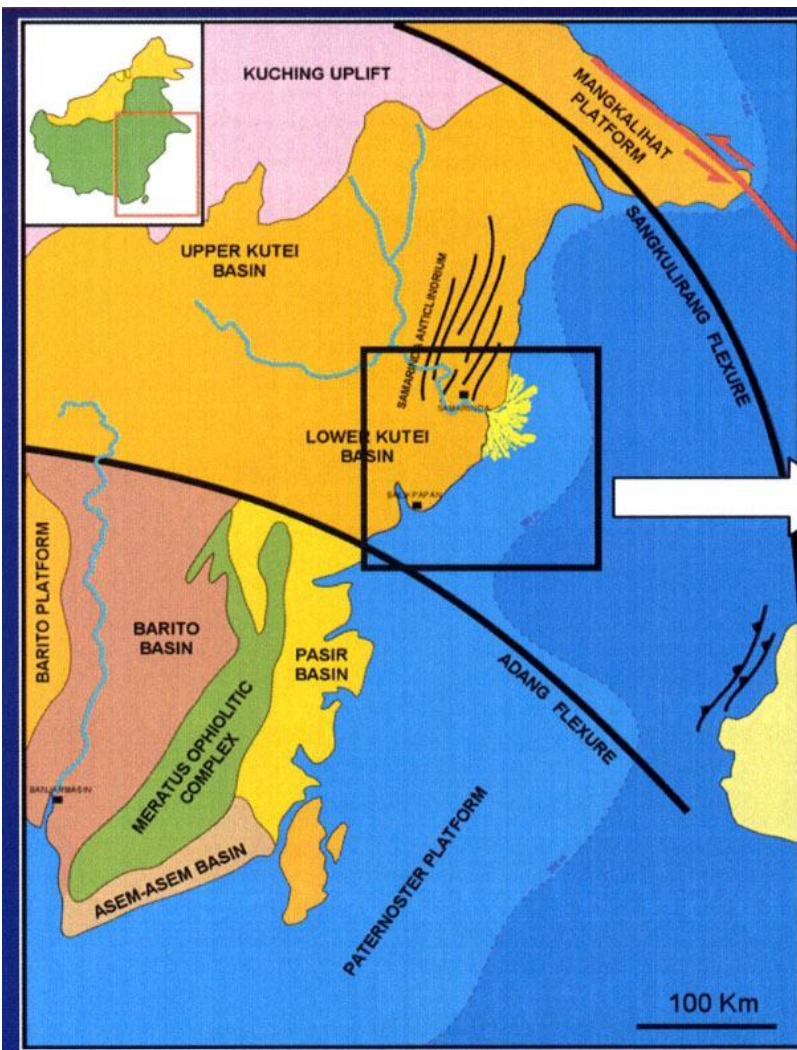 KUCHING UPLIFT
MANGKALIHAT
PLATFORM
SANGKULIRANG FLEXURE
UPPER KUTEI
BASIN
SAMARINDA ANTICLINORIUM
SAMARINDA
LOWER KUTEI
BASIN
BALIKPAPAN
BARITO PLATFORM
BARITO
BASIN
PASIR
BASIN
MERATUS OPHIOLITIC
COMPLEX
ADANG FLEXURE
BANJARMASIN
ASEM-ASEM BASIN
PATERNOSTER PLATFORM
100 Km